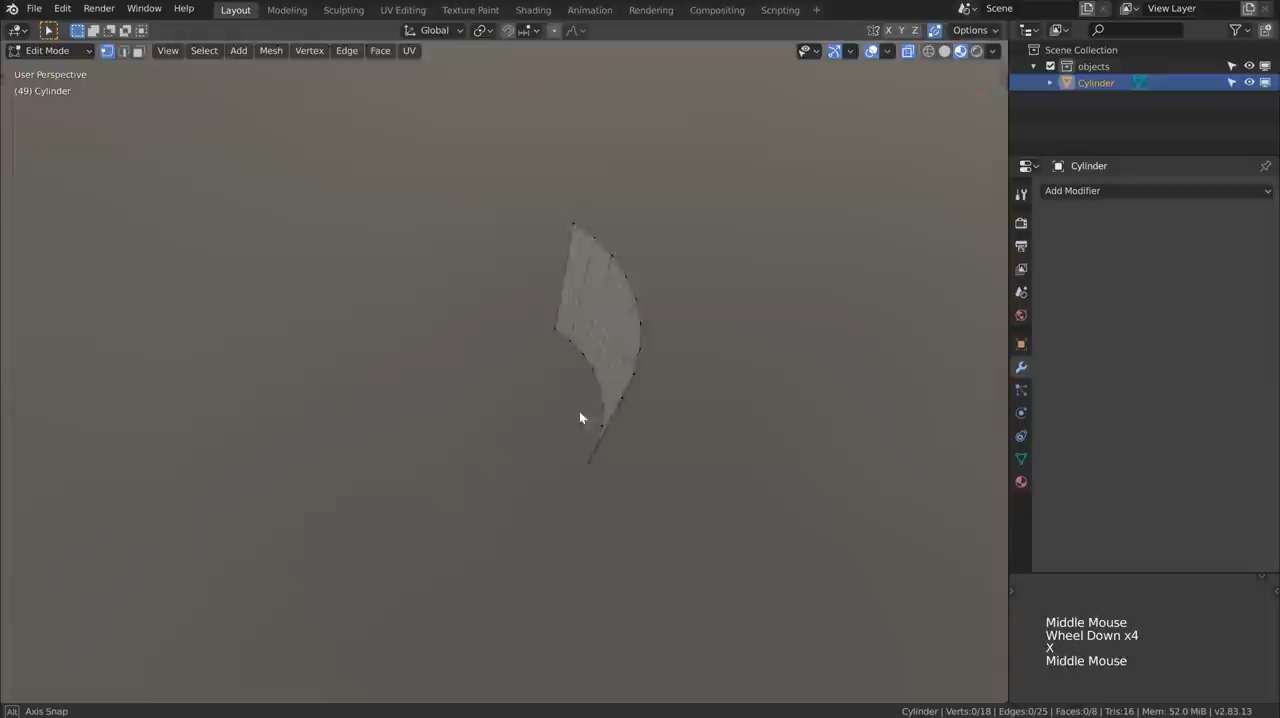 File Edit Render Window Help Layout Modeling Sculpting UV Editing Texture Paint Shading Animation Rendering Compositing Scripting + Scene View Layer
Global X Y Z Options
Edit Mode View Select Add Mesh Vertex Edge Face UV
Scene Collection
objects
Cylinder
User Perspective
(49) Cylinder
Cylinder
Add Modifier
Middle Mouse
Wheel Down x4
X
Middle Mouse
Alt Axis Snap
Cylinder | Verts:0/18 | Edges:0/25 | Faces:0/8 | Tris:16 | Mem: 52.0 MiB | v2.83.13